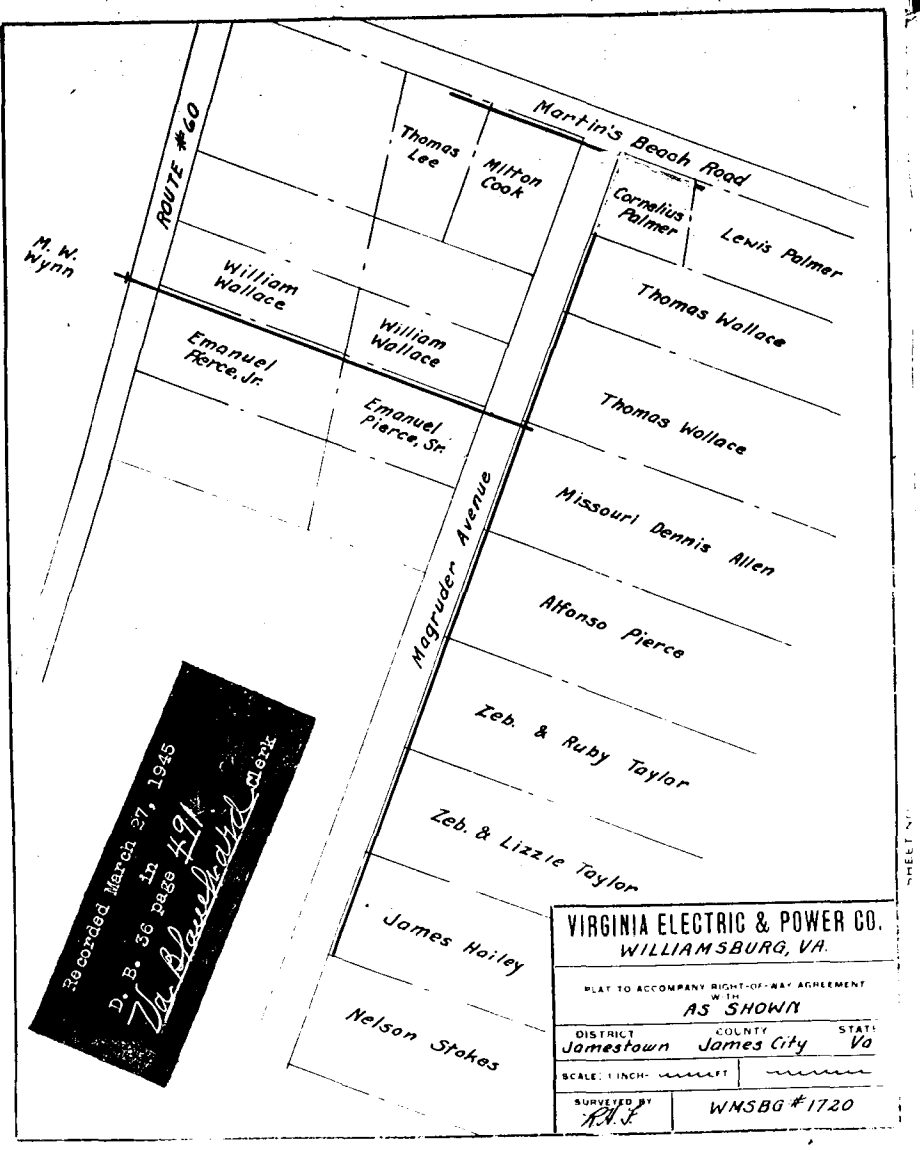 Martin's Beach Road
ROUTE #60
Thomas
Lee
Milton
Cook
Cornelius
Palmer
Lewis Palmer
M. W.
Wynn
William
Wallace
Thomas Wallace
William
Wallace
Emanuel
Pierce, Jr.
Emanuel
Pierce, Sr.
Thomas Wallace
Magruder Avenue
Missouri Dennis Allen
Alfonso Pierce
Zeb. & Ruby Taylor
Zeb. & Lizzie Taylor
James Hailey
Nelson Stokes
Recorded March 27, 1945
in
D. B. 36 page 491
Clerk
VIRGINIA ELECTRIC & POWER CO.
WILLIAMSBURG, VA.
PLAT TO ACCOMPANY RIGHT-OF-WAY AGREEMENT
WITH
AS SHOWN
DISTRICT COUNTY STATE
Jamestown James City Va
SCALE: 1 INCH- FT
SURVEYED BY
R.H.F.
WMSBG #1720
SHEET